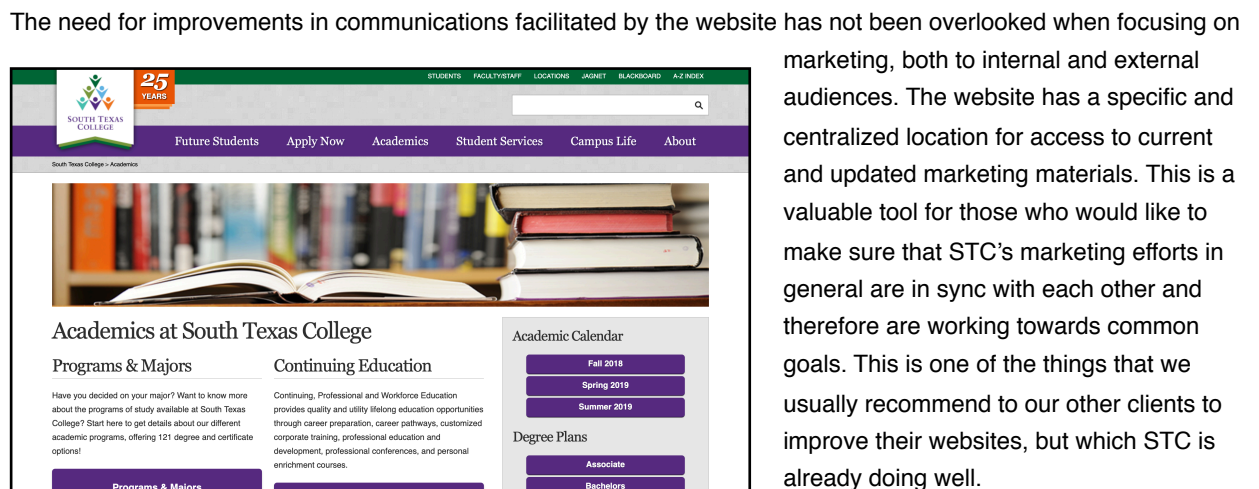 The need for improvements in communications facilitated by the website has not been overlooked when focusing on
marketing, both to internal and external
audiences. The website has a specific and
centralized location for access to current
and updated marketing materials. This is a
valuable tool for those who would like to
make sure that STC’s marketing efforts in
general are in sync with each other and
therefore are working towards common
goals. This is one of the things that we
usually recommend to our other clients to
improve their websites, but which STC is
already doing well.
STUDENTS FACULTY/STAFF LOCATIONS JAGNET BLACKBOARD A-Z INDEX
SOUTH TEXAS
COLLEGE
25
YEARS
Future Students Apply Now Academics Student Services Campus Life About
South Texas College > Academics
Academics at South Texas College
Programs & Majors
Have you decided on your major? Want to know more
about the programs of study available at South Texas
College? Start here to get details about our different
academic programs, offering 121 degree and certificate
options!
Programs & Majors
Continuing Education
Continuing, Professional and Workforce Education
provides quality and utility lifelong education opportunities
through career preparation, career pathways, customized
corporate training, professional education and
development, professional conferences, and personal
enrichment courses.
Academic Calendar
Fall 2018
Spring 2019
Summer 2019
Degree Plans
Associate
Bachelors